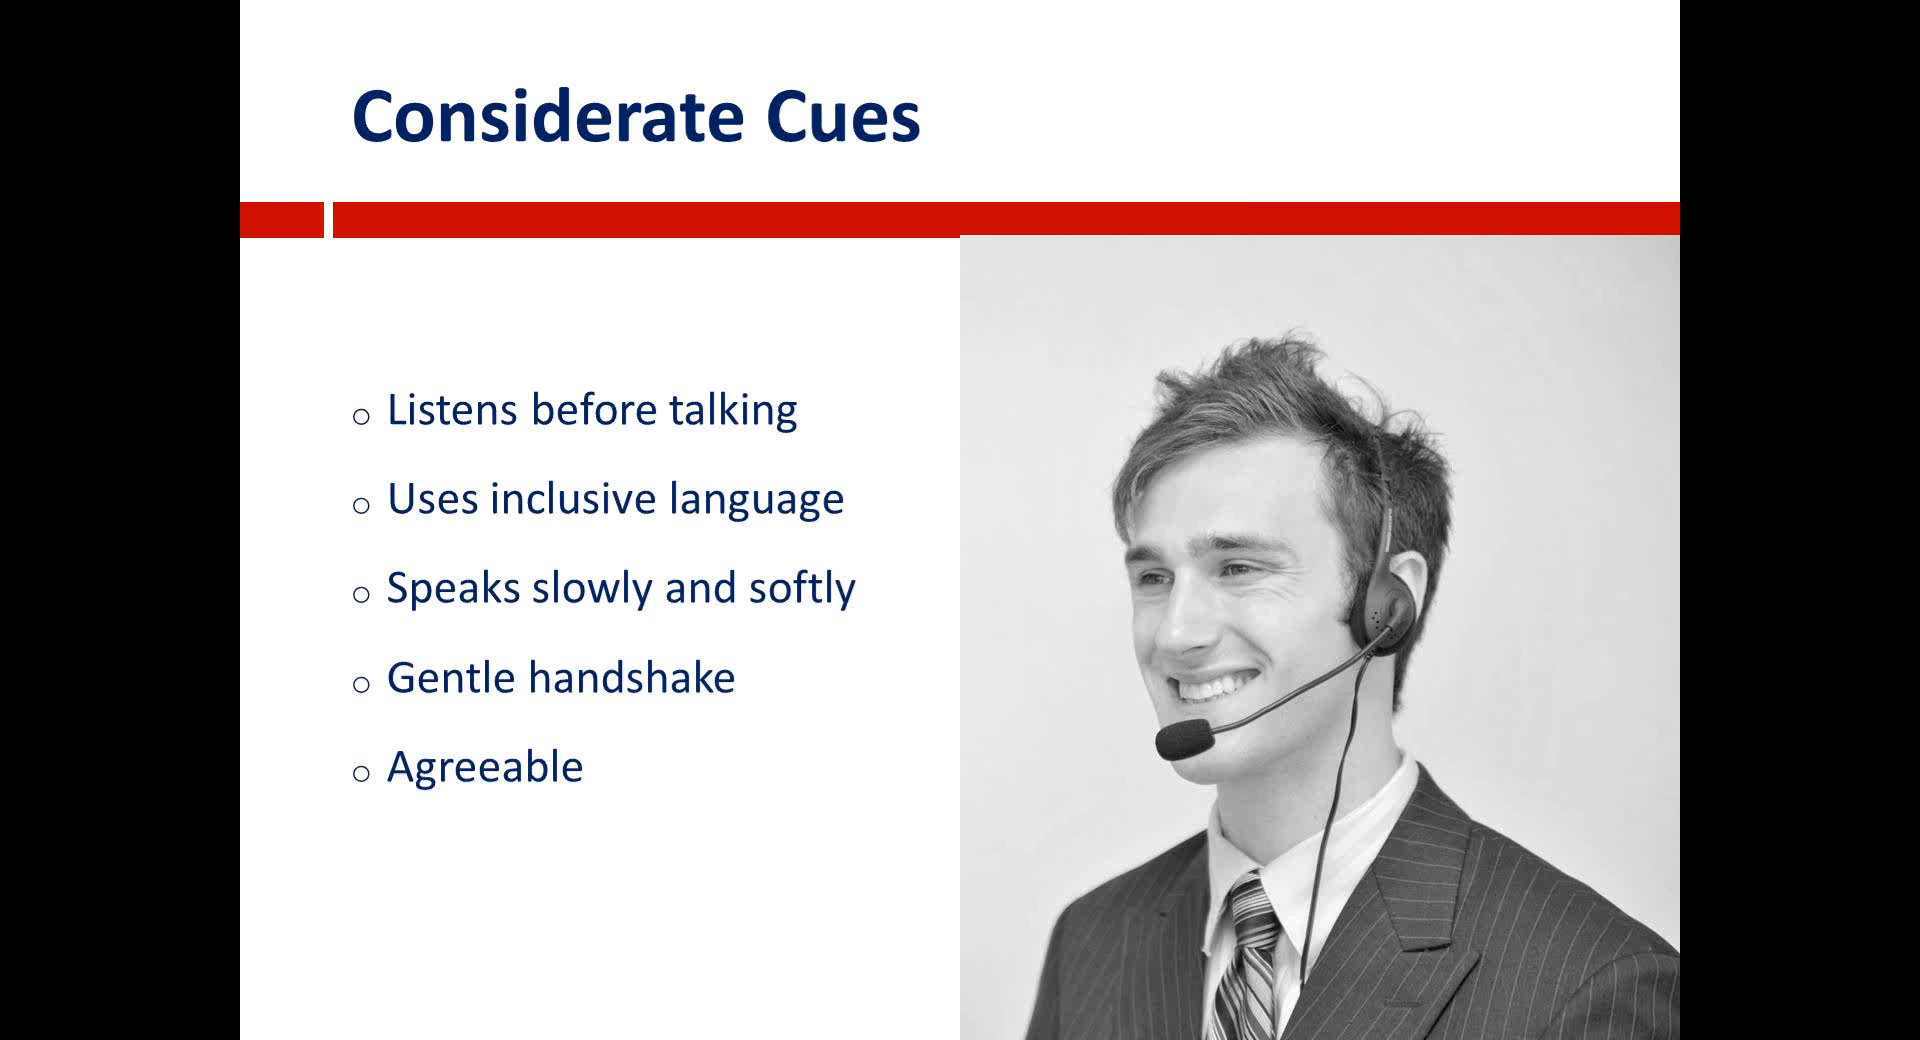 Considerate Cues
Listens before talking
Uses inclusive language
Speaks slowly and softly
Gentle handshake
Agreeable